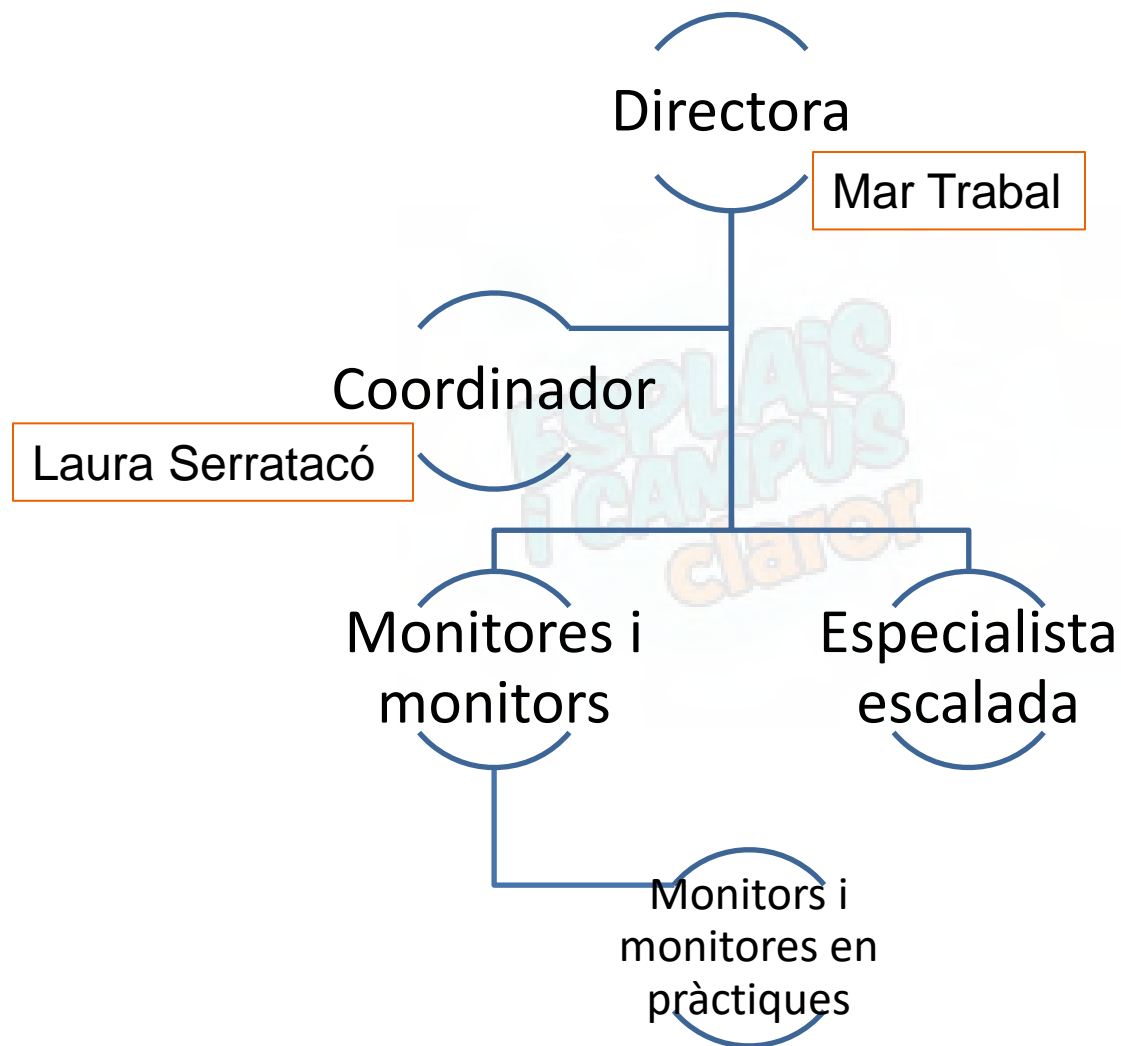 Directora
Mar Trabal
Coordinador
Laura Serratacó
ESPLAIS
i CAMPUS
claror
Monitores i
monitors
Especialista
escalada
Monitors i
monitores en
pràctiques